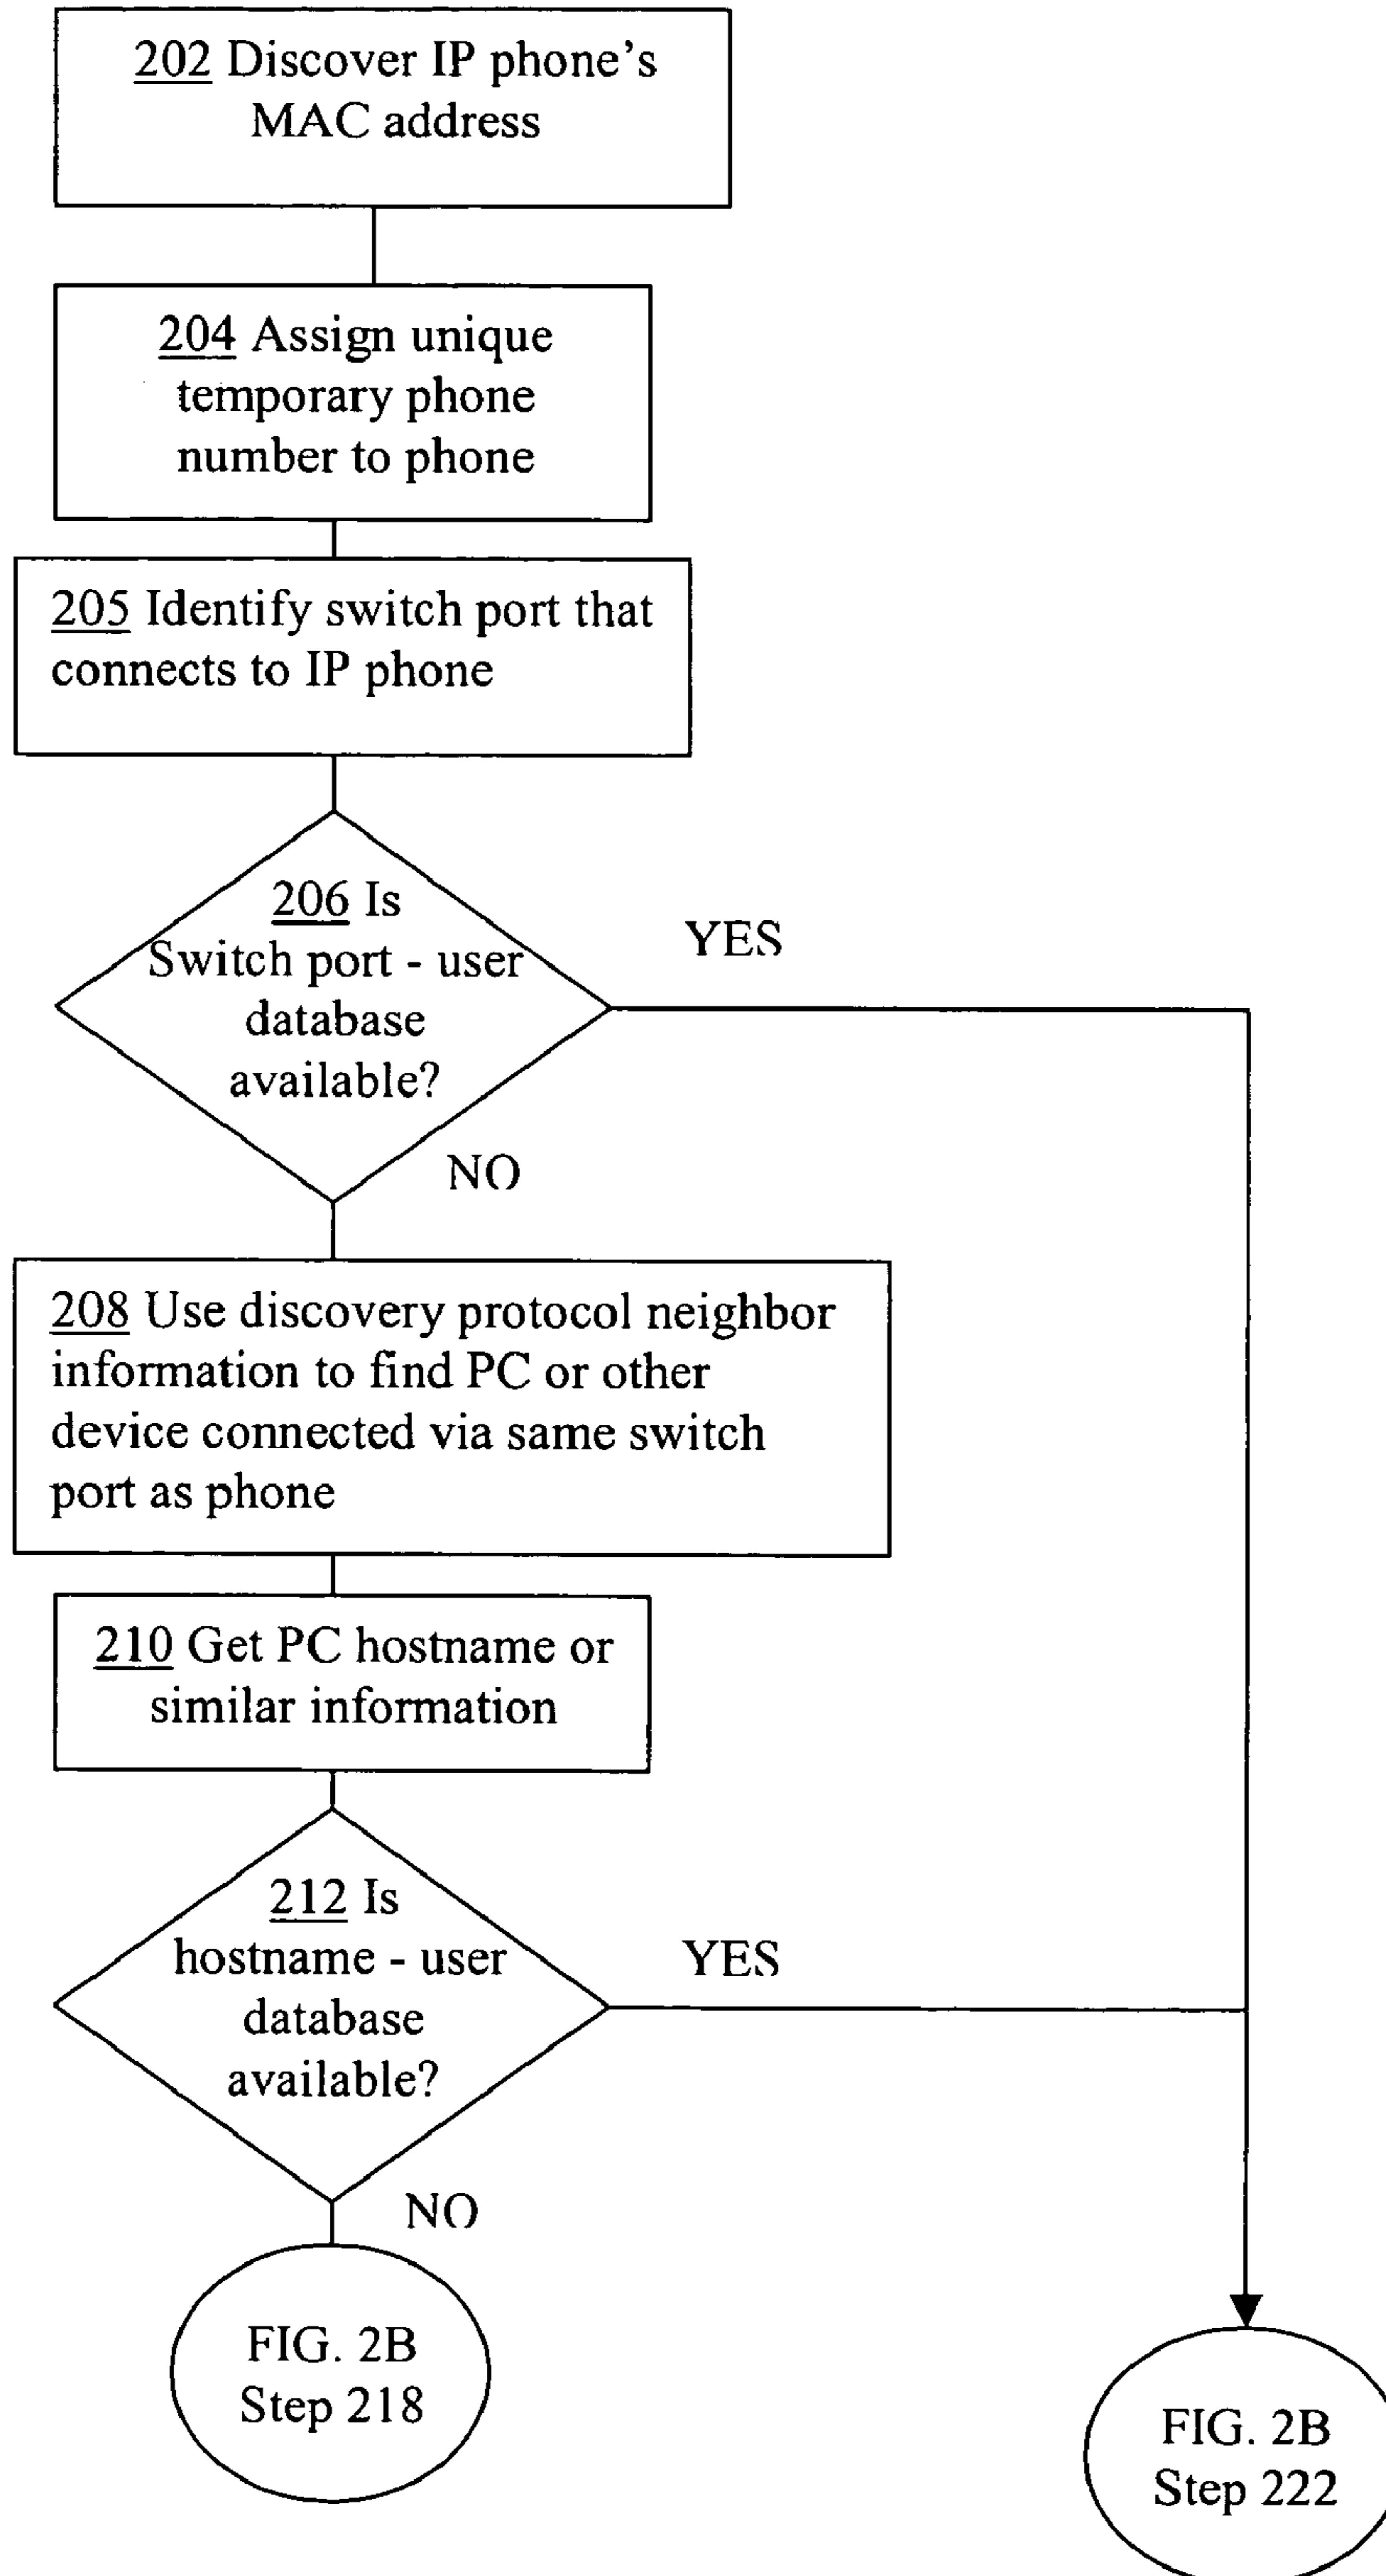 202 Discover IP phone's
MAC address
204 Assign unique
temporary phone
number to phone
205 Identify switch port that
connects to IP phone
206 Is
Switch port - user
database
available?
YES
NO
208 Use discovery protocol neighbor
information to find PC or other
device connected via same switch
port as phone
210 Get PC hostname or
similar information
212 Is
hostname - user
database
available?
YES
NO
FIG. 2B
Step 218
FIG. 2B
Step 222